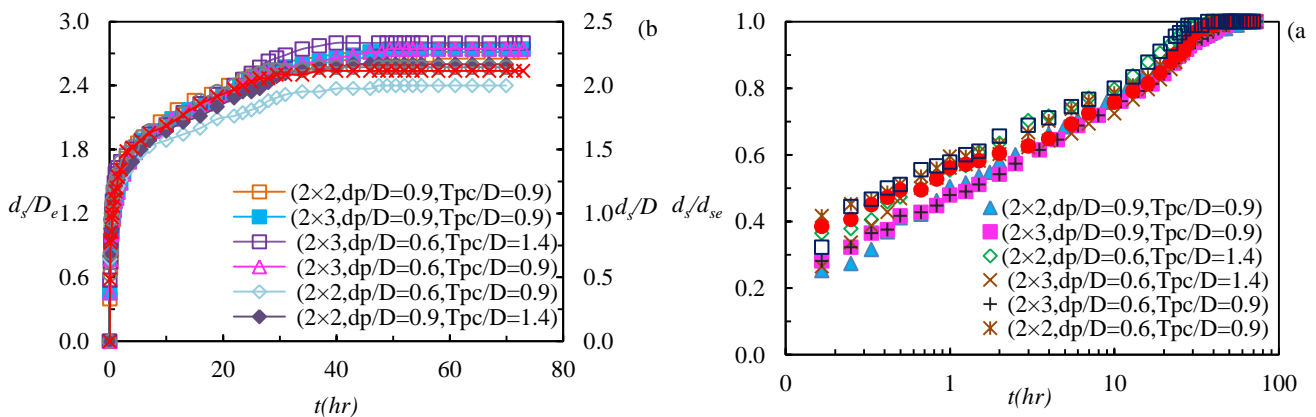 3.0
2.4
1.8
1.2
0.6
0.0
d_s/D_e
2.5
2.0
1.5
1.0
0.5
0.0
d_s/D
(b
(2×2,dp/D=0.9,Tpc/D=0.9)
(2×3,dp/D=0.9,Tpc/D=0.9)
(2×3,dp/D=0.6,Tpc/D=1.4)
(2×3,dp/D=0.6,Tpc/D=0.9)
(2×2,dp/D=0.6,Tpc/D=0.9)
(2×2,dp/D=0.9,Tpc/D=1.4)
0 20 40 60 80
t(hr)
1.0
0.8
0.6
0.4
0.2
0.0
d_s/d_se
(a
(2×2,dp/D=0.9,Tpc/D=0.9)
(2×3,dp/D=0.9,Tpc/D=0.9)
(2×2,dp/D=0.6,Tpc/D=1.4)
(2×3,dp/D=0.6,Tpc/D=1.4)
(2×3,dp/D=0.6,Tpc/D=0.9)
(2×2,dp/D=0.6,Tpc/D=0.9)
0 1 10 100
t(hr)